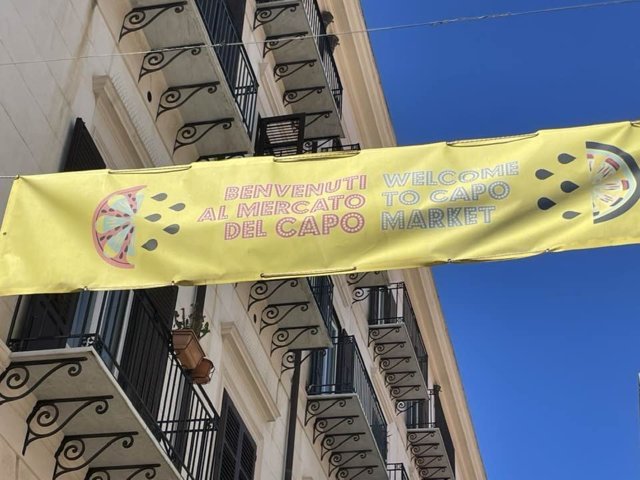 BENVENUTI
AL MERCATO
DEL CAPO
WELCOME
TO CAPO
MARKET